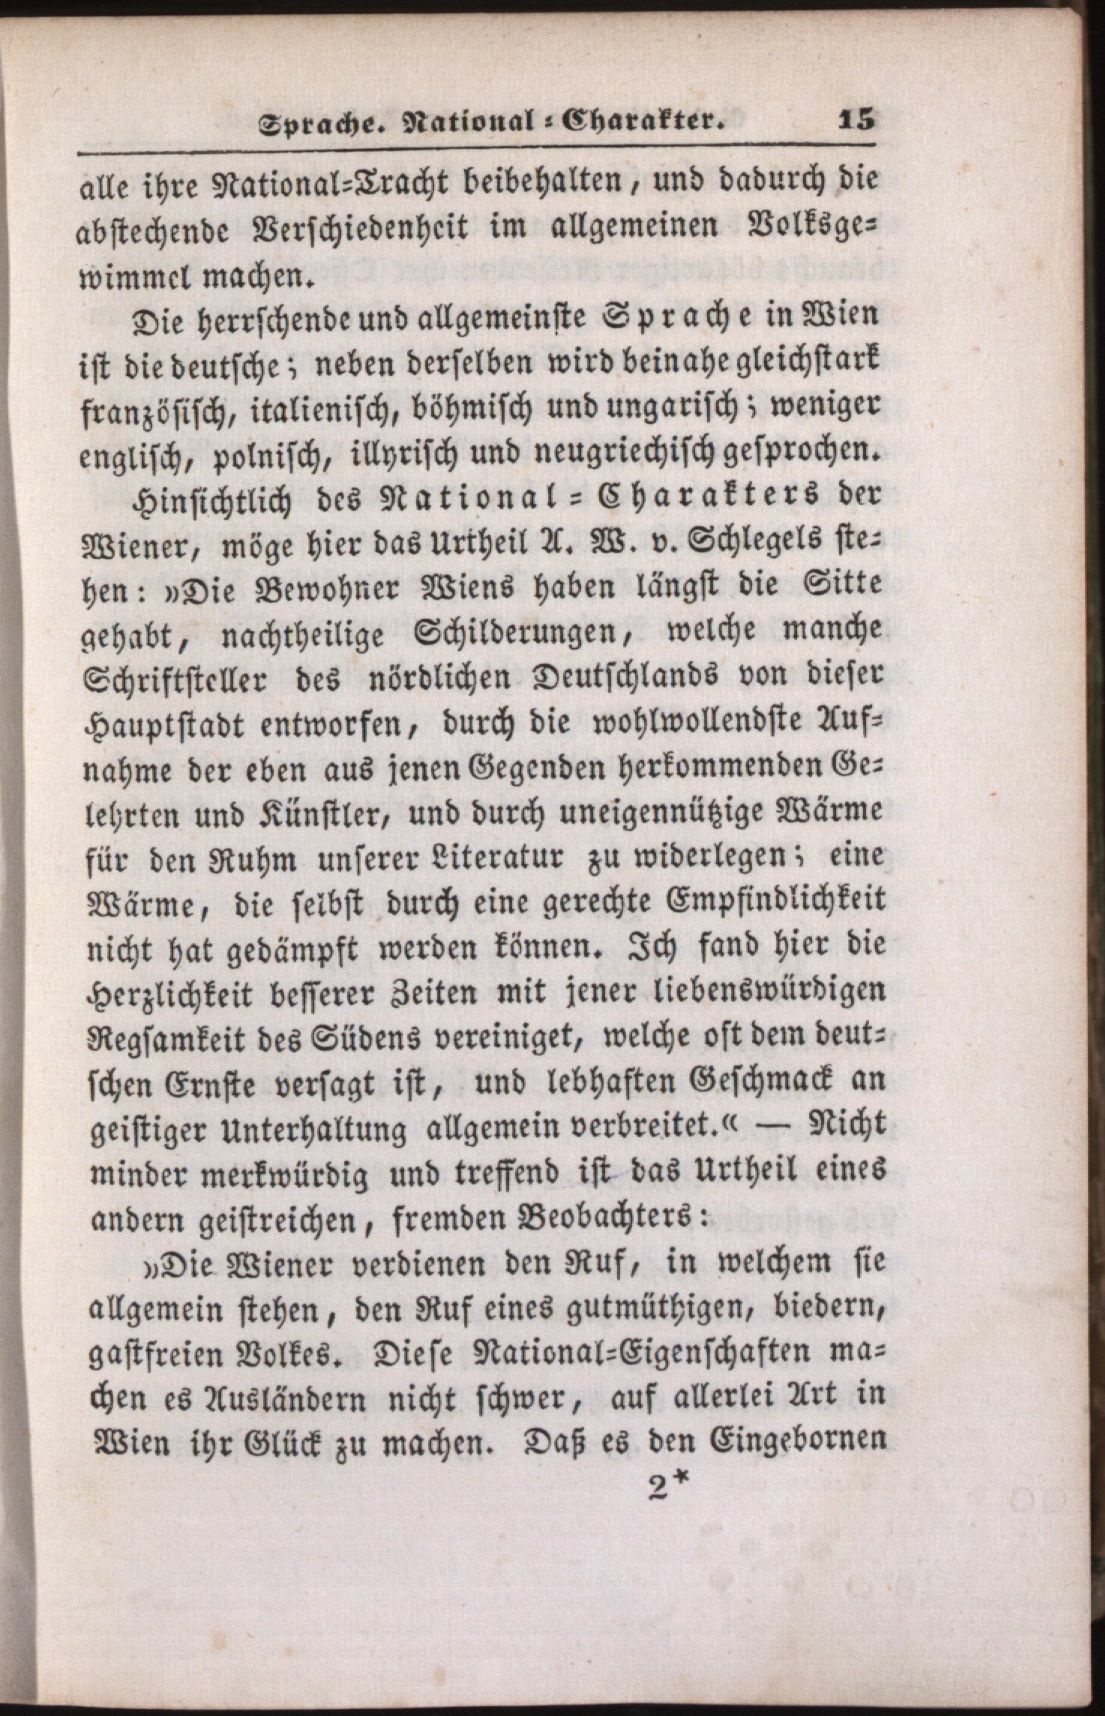 Sprache. National-Charakter. 15
alle ihre National-Tracht beibehalten, und dadurch die
abstechende Verschiedenheit im allgemeinen Volksge-
wimmel machen.
Die herrschende und allgemeinste Sprache in Wien
ist die deutsche; neben derselben wird beinahe gleichstark
französisch, italienisch, böhmisch und ungarisch; weniger
englisch, polnisch, illyrisch und neugriechisch gesprochen.
Hinsichtlich des National-Charakters der
Wiener, möge hier das Urtheil A. W. v. Schlegels ste-
hen: »Die Bewohner Wiens haben längst die Sitte
gehabt, nachtheilige Schilderungen, welche manche
Schriftsteller des nördlichen Deutschlands von dieser
Hauptstadt entworfen, durch die wohlwollendste Auf-
nahme der eben aus jenen Gegenden herkommenden Ge-
lehrten und Künstler, und durch uneigennützige Wärme
für den Ruhm unserer Literatur zu widerlegen; eine
Wärme, die selbst durch eine gerechte Empfindlichkeit
nicht hat gedämpft werden können. Ich fand hier die
Herzlichkeit besserer Zeiten mit jener liebenswürdigen
Regsamkeit des Südens vereiniget, welche oft dem deut-
schen Ernste versagt ist, und lebhaften Geschmack an
geistiger Unterhaltung allgemein verbreitet.« — Nicht
minder merkwürdig und treffend ist das Urtheil eines
andern geistreichen, fremden Beobachters:
»Die Wiener verdienen den Ruf, in welchem sie
allgemein stehen, den Ruf eines gutmüthigen, biedern,
gastfreien Volkes. Diese National-Eigenschaften ma-
chen es Ausländern nicht schwer, auf allerlei Art in
Wien ihr Glück zu machen. Daß es den Eingebornen
2*